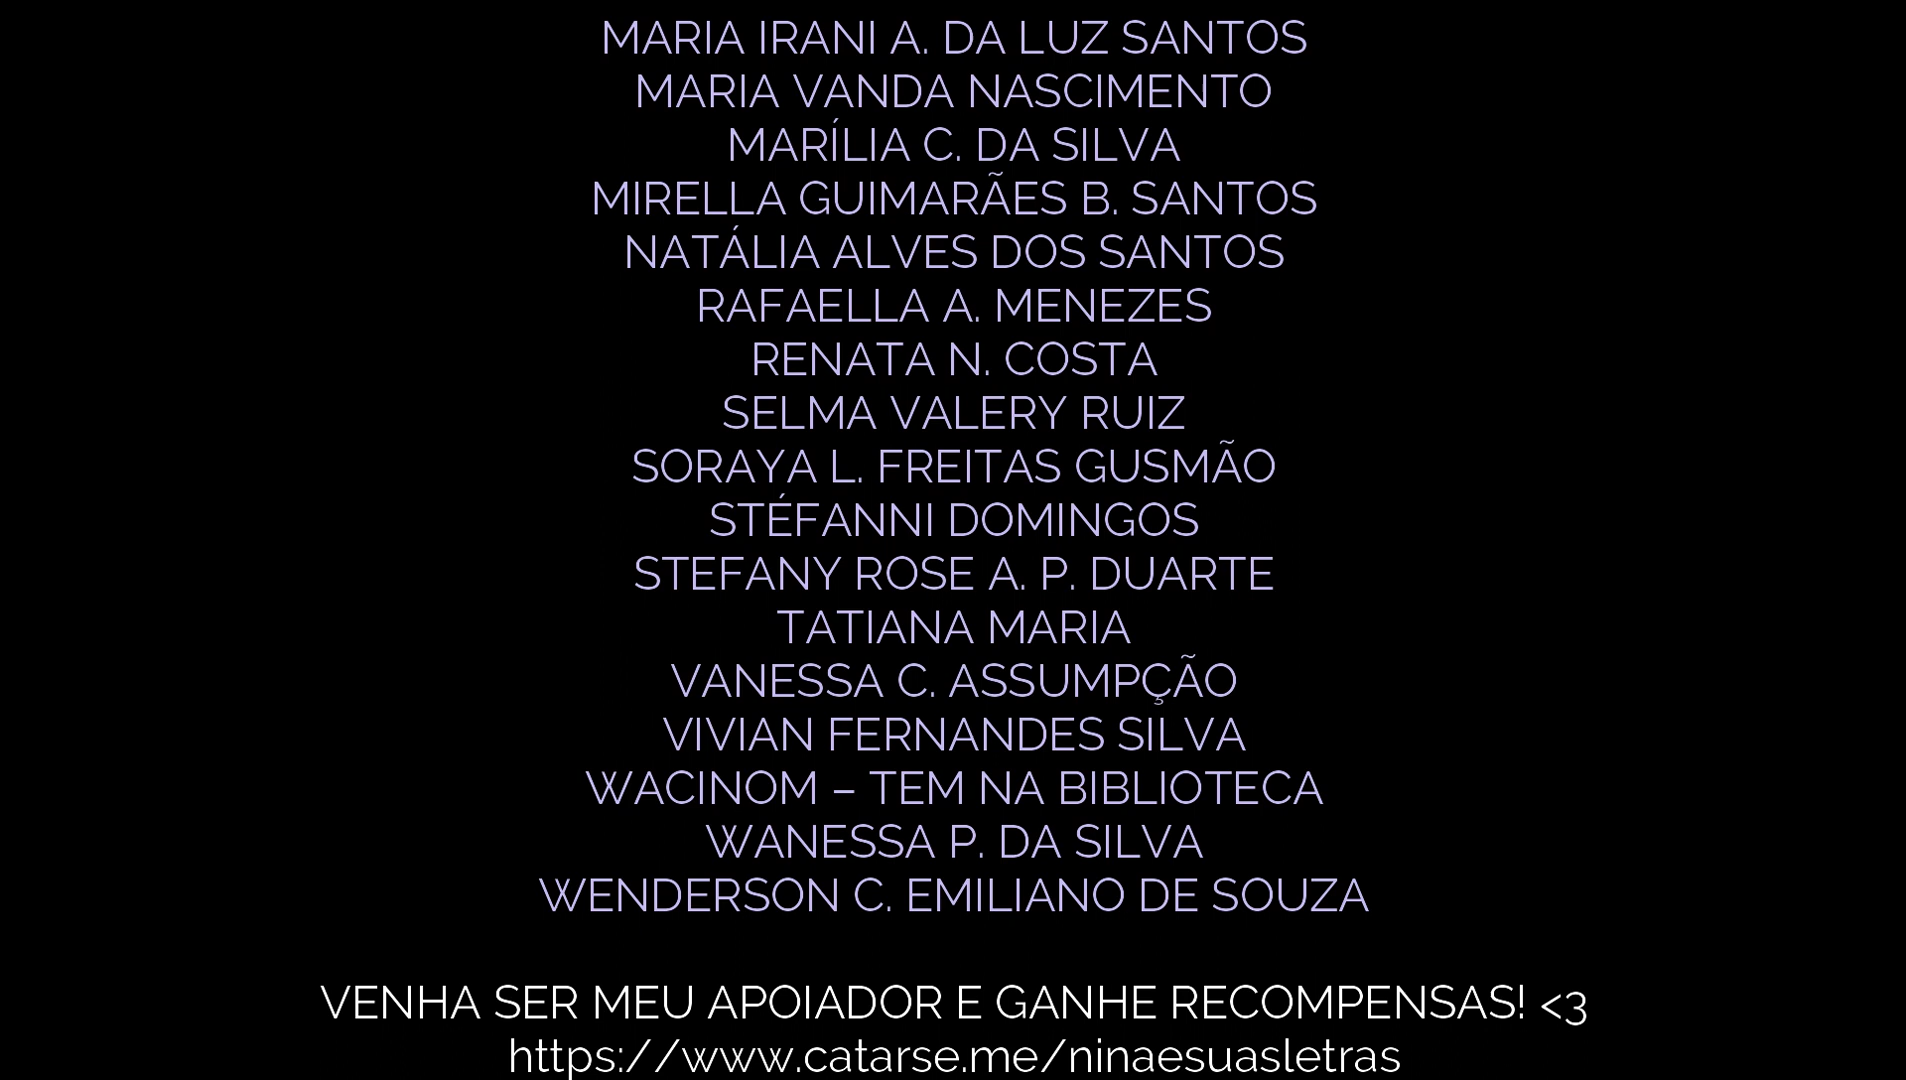 MARIA IRANI A. DA LUZ SANTOS
MARIA VANDA NASCIMENTO
MARÍLIA C. DA SILVA
MIRELLA GUIMARÃES B. SANTOS
NATÁLIA ALVES DOS SANTOS
RAFAELLA A. MENEZES
RENATA N. COSTA
SELMA VALERY RUIZ
SORAYA L. FREITAS GUSMÃO
STÉFANNI DOMINGOS
STEFANY ROSE A. P. DUARTE
TATIANA MARIA
VANESSA C. ASSUMPÇÃO
VIVIAN FERNANDES SILVA
WACINOM – TEM NA BIBLIOTECA
WANESSA P. DA SILVA
WENDERSON C. EMILIANO DE SOUZA
VENHA SER MEU APOIADOR E GANHE RECOMPENSAS! <3
https://www.catarse.me/ninaesuasletras